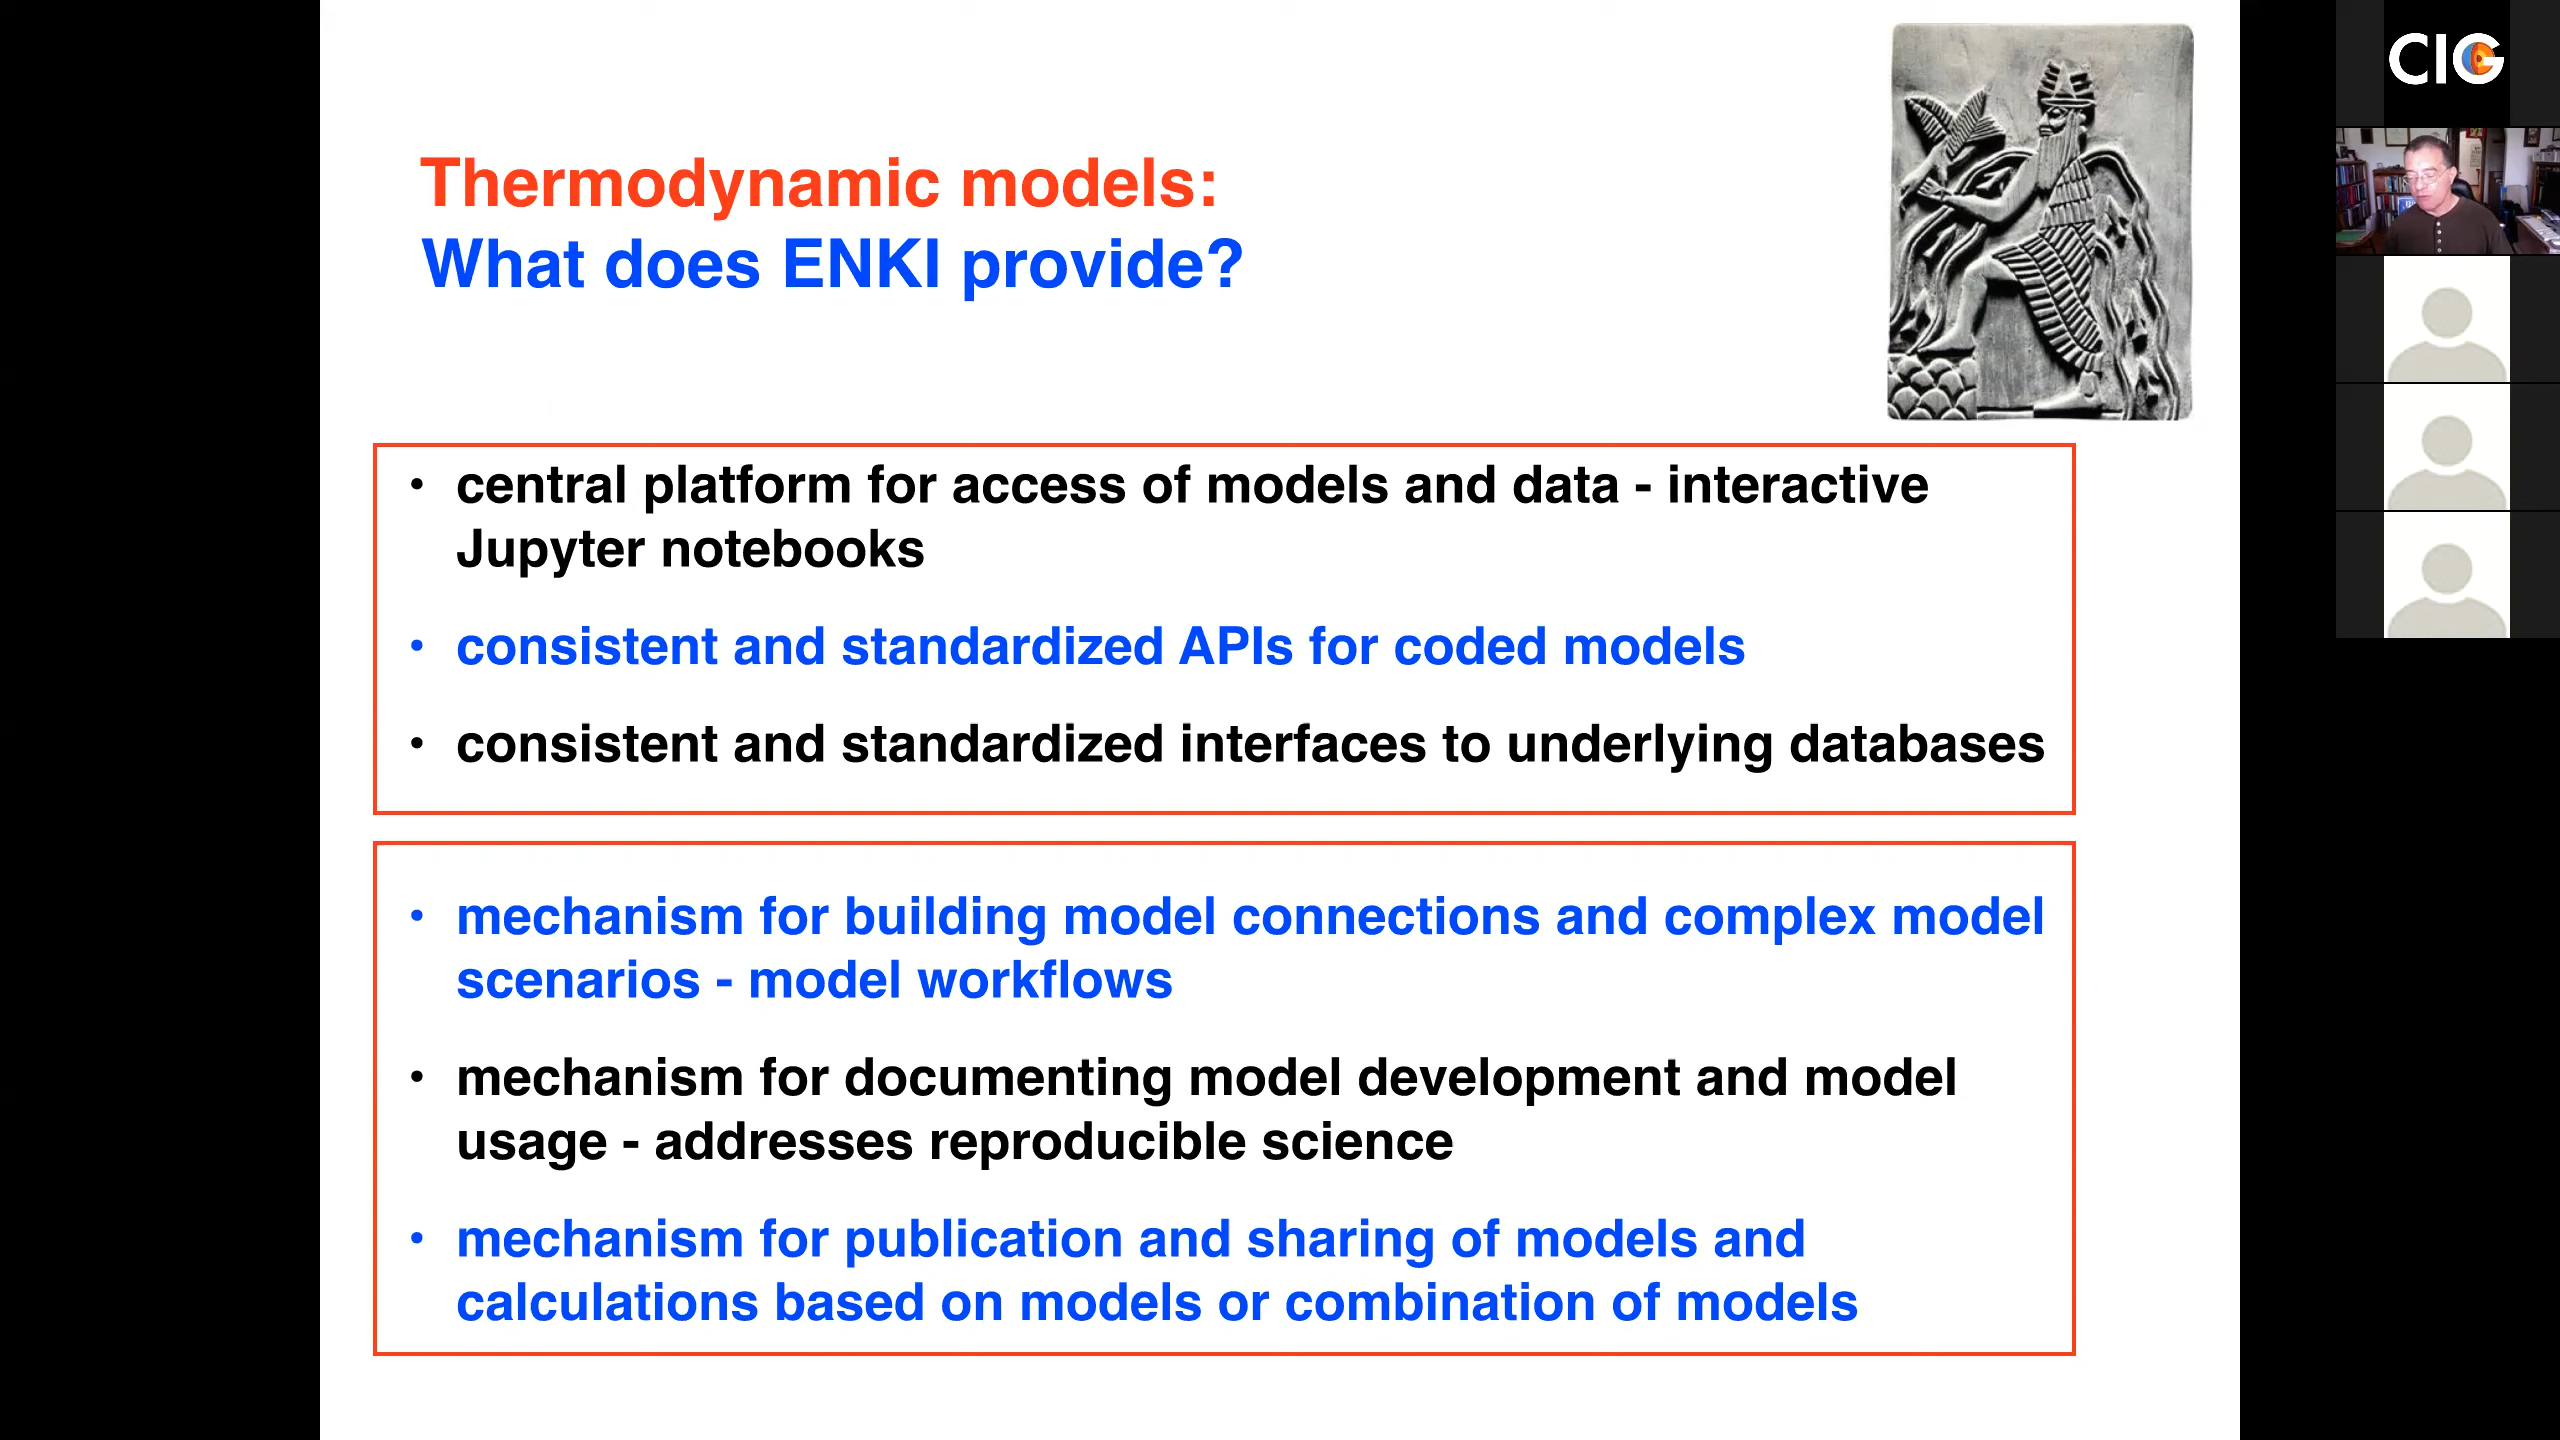 CIG
Thermodynamic models:
What does ENKI provide?
• central platform for access of models and data - interactive
Jupyter notebooks
• consistent and standardized APIs for coded models
• consistent and standardized interfaces to underlying databases
• mechanism for building model connections and complex model
scenarios - model workflows
• mechanism for documenting model development and model
usage - addresses reproducible science
• mechanism for publication and sharing of models and
calculations based on models or combination of models